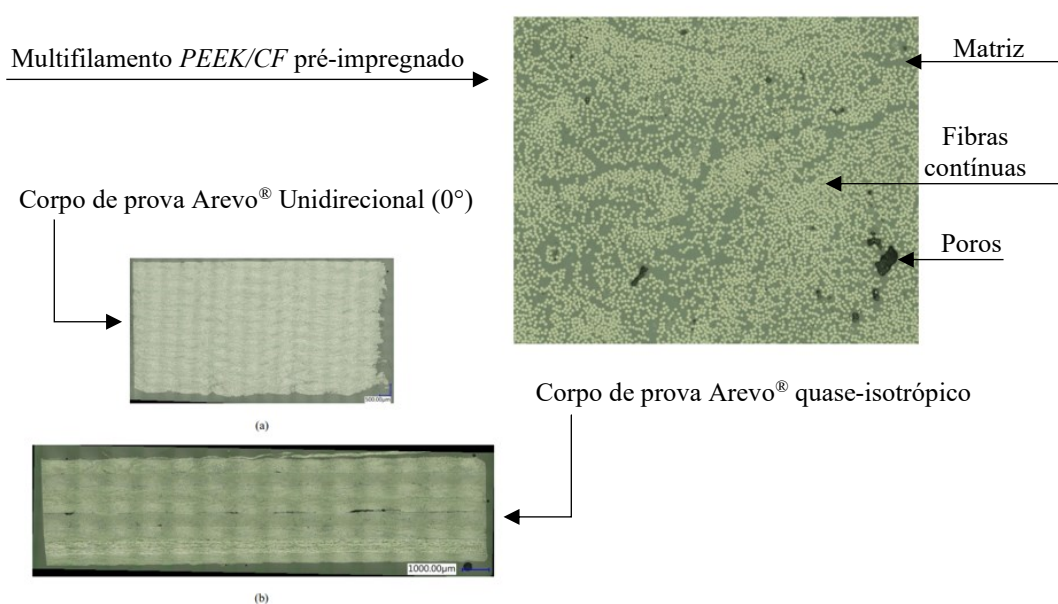 Multifilamento PEEK/CF pré-impregnado
Matriz
Fibras
contínuas
Poros
Corpo de prova Arevo® Unidirecional (0°)
500.00µm
(a)
Corpo de prova Arevo® quase-isotrópico
1000.00µm
(b)